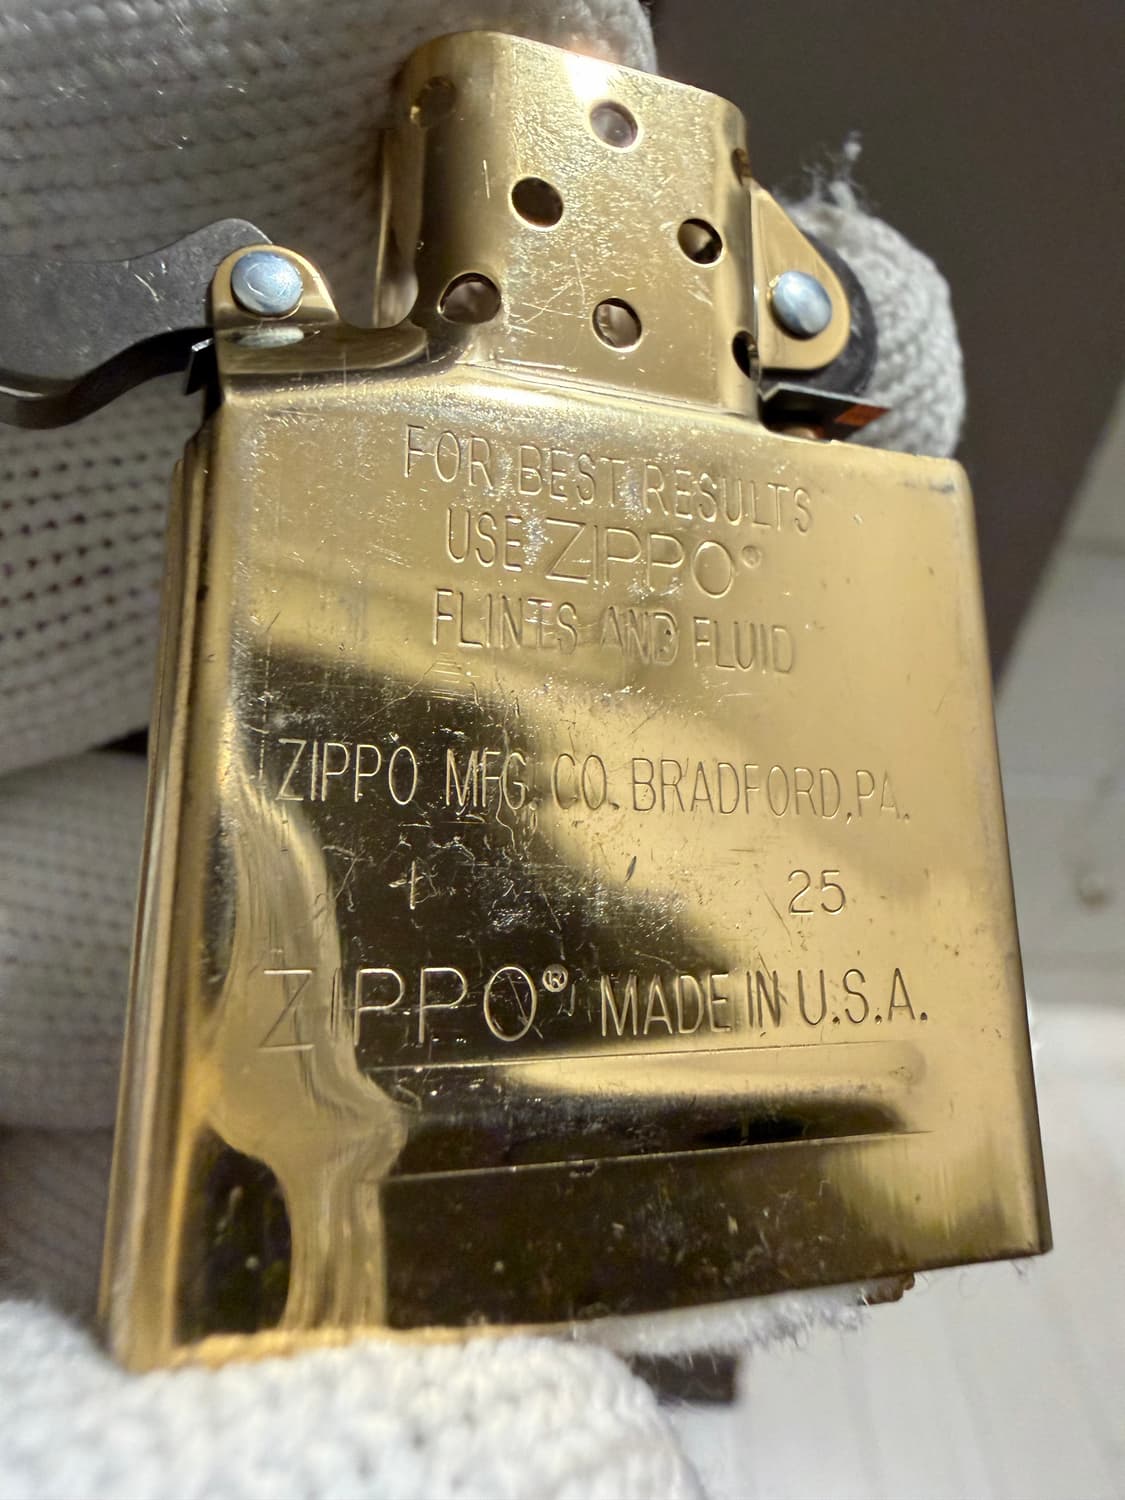 FOR BEST RESULTS
USE ZIPPO®
FLINTS AND FLUID
ZIPPO MFG. CO. BRADFORD, PA.
25
ZIPPO® MADE IN U.S.A.